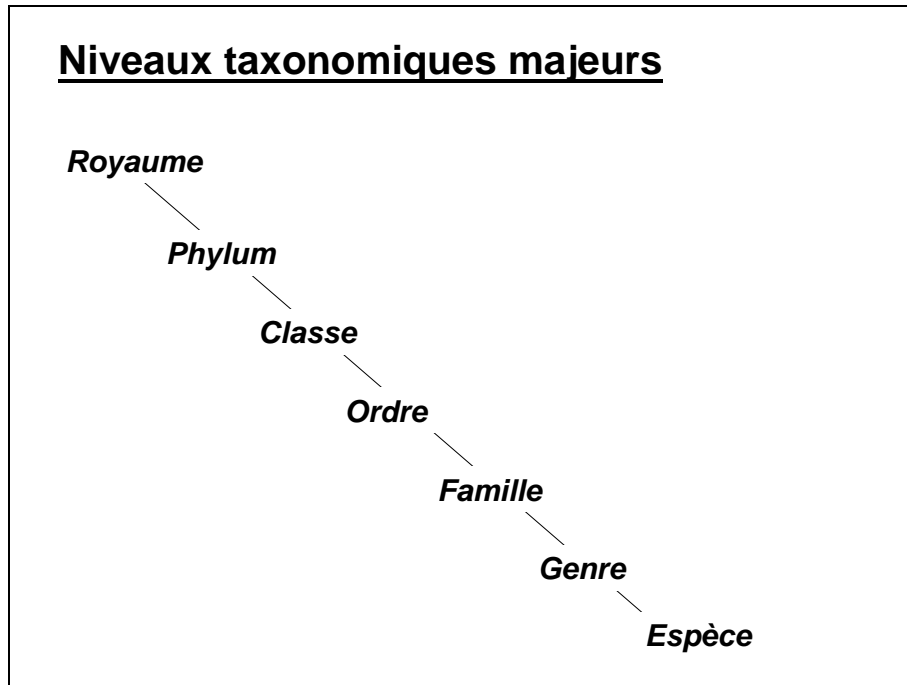 Niveaux taxonomiques majeurs
Royaume
Phylum
Classe
Ordre
Famille
Genre
Espèce